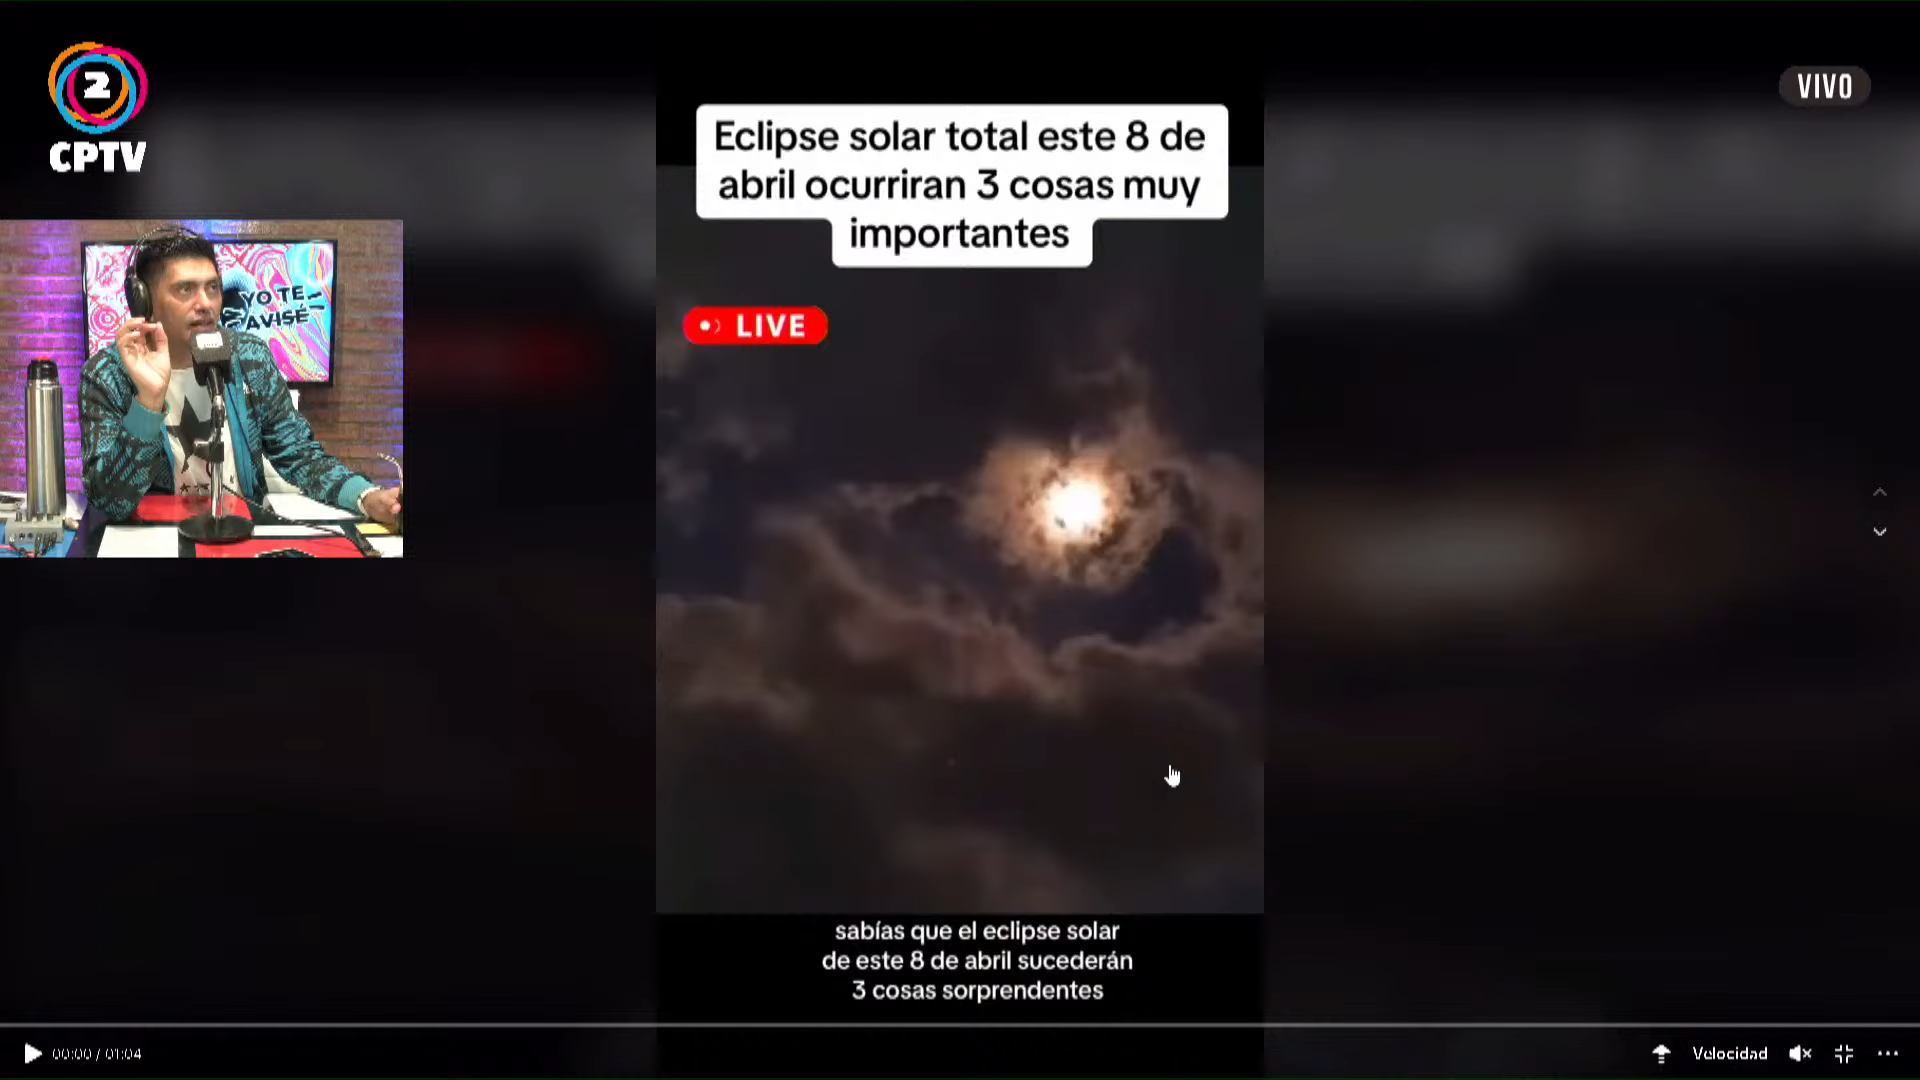 2
CPTV
VIVO
Eclipse solar total este 8 de
abril ocurriran 3 cosas muy
importantes
LIVE
YO TE
AVISÉ
sabías que el eclipse solar
de este 8 de abril sucederán
3 cosas sorprendentes
00:00 / 01:04
Velocidad